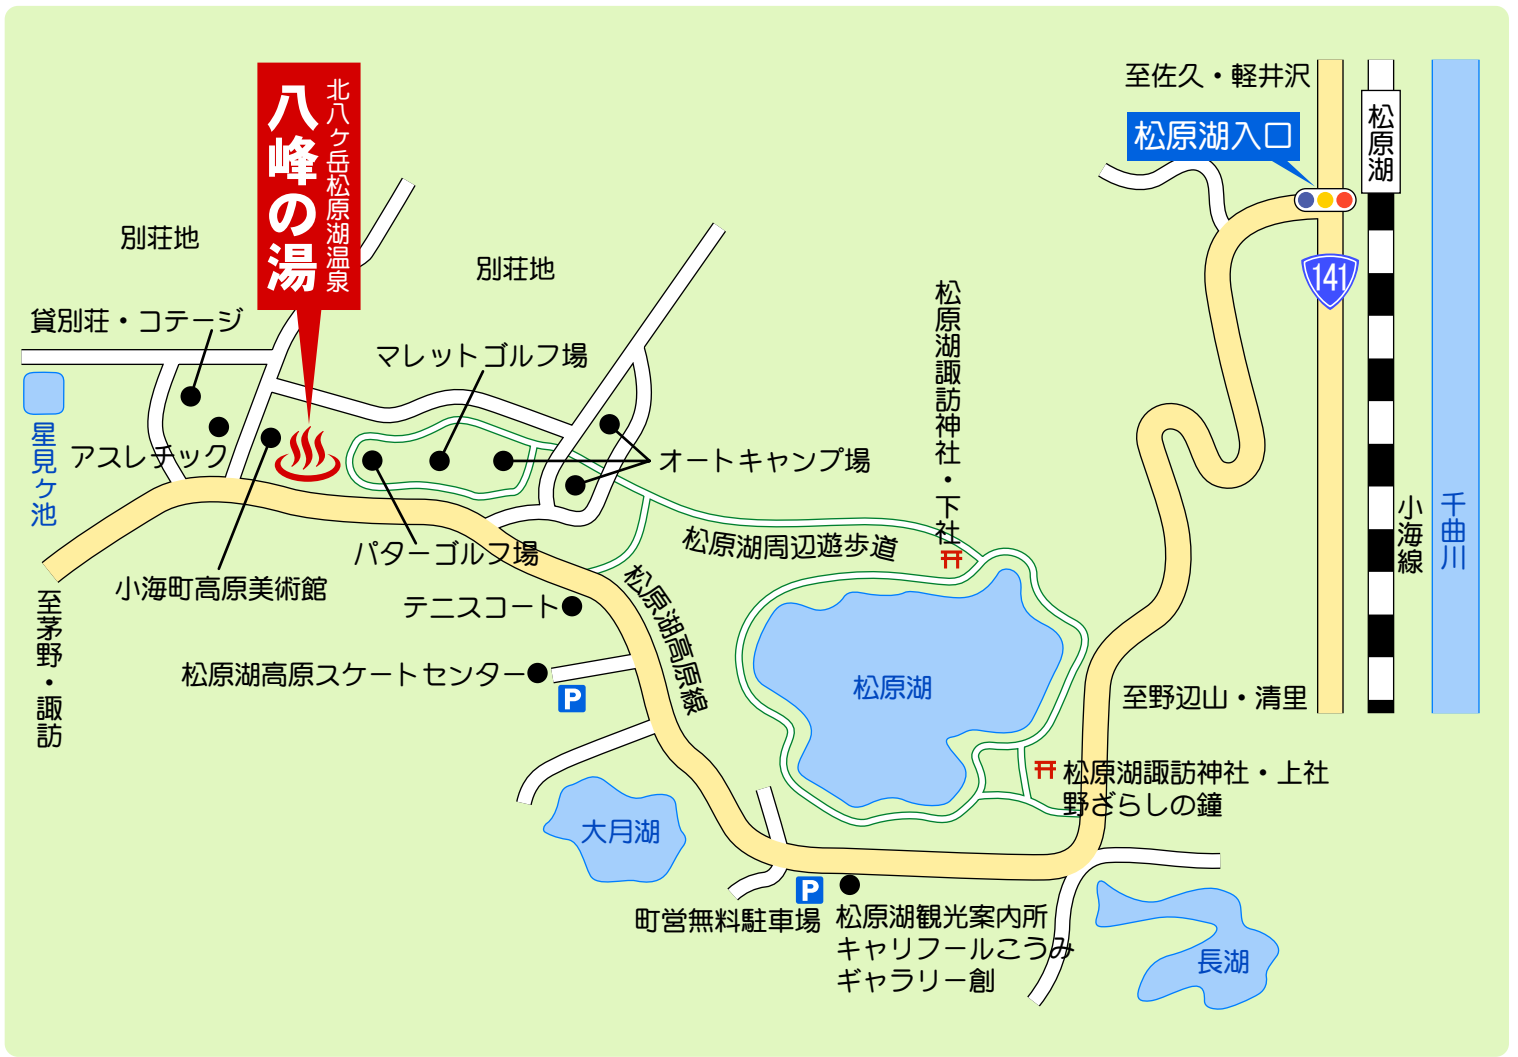 至佐久・軽井沢
松原湖入口
松原湖
141
北八ケ岳松原湖温泉
八峰の湯
別荘地
別荘地
貸別荘・コテージ
マレットゴルフ場
松原湖諏訪神社・下社
星見ヶ池
アスレチック
オートキャンプ場
小海線
千曲川
松原湖周辺遊歩道
パターゴルフ場
小海町高原美術館
至茅野・諏訪
テニスコート
松原湖高原線
松原湖高原スケートセンター
P
松原湖
至野辺山・清里
松原湖諏訪神社・上社
野ざらしの鐘
大月湖
P
町営無料駐車場
松原湖観光案内所
キャリフールこうみ
ギャラリー創
長湖